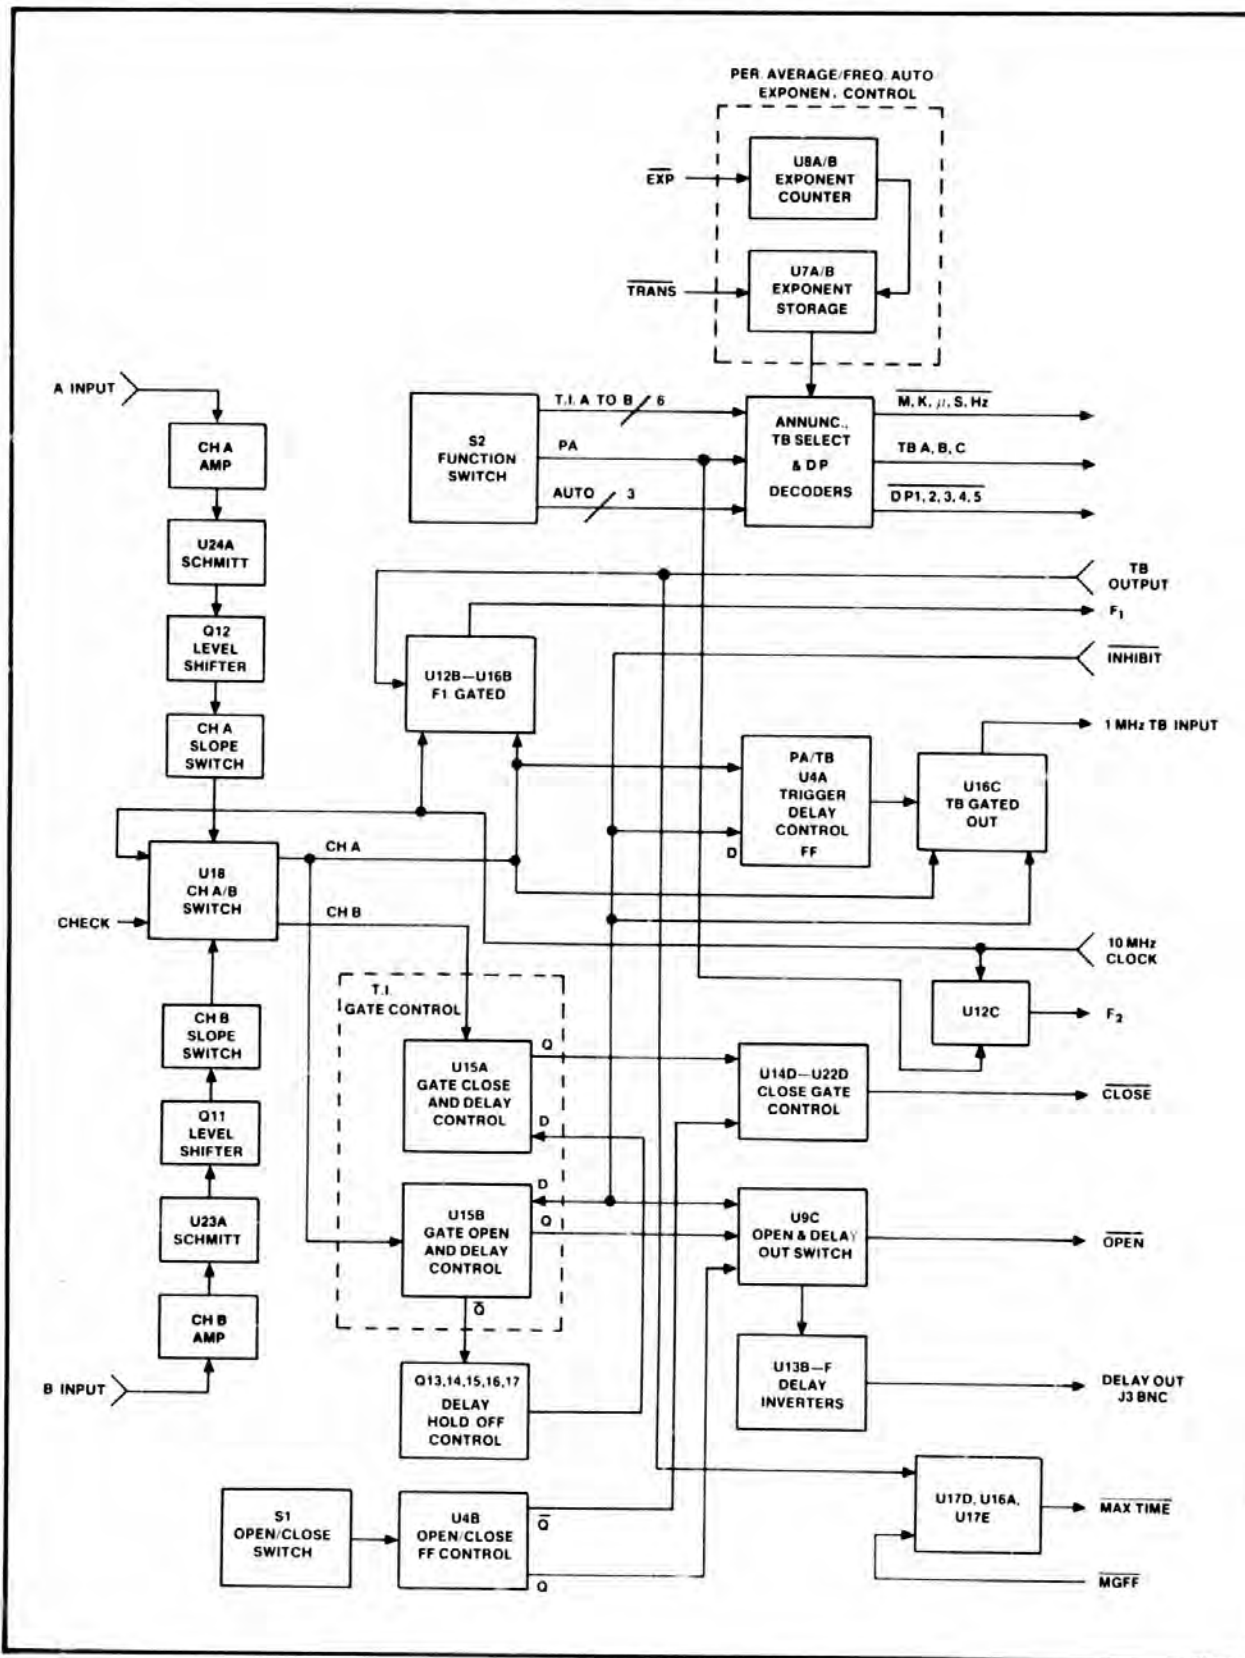 PER. AVERAGE/FREQ. AUTO
EXPONEN. CONTROL
U8A/B
EXPONENT
COUNTER
EXP
U7A/B
EXPONENT
STORAGE
TRANS
A INPUT
CH A
AMP
U24A
SCHMITT
Q12
LEVEL
SHIFTER
CH A
SLOPE
SWITCH
S2
FUNCTION
SWITCH
T.I. A TO B
6
PA
AUTO
3
ANNUNC.,
TB SELECT
& DP
DECODERS
M, K, μ, S, Hz
TB A, B, C
DP1, 2, 3, 4, 5
TB
OUTPUT
F1
INHIBIT
U12B—U16B
F1 GATED
1 MHz TB INPUT
PA/TB
U4A
TRIGGER
DELAY
CONTROL
D
FF
U16C
TB GATED
OUT
U18
CH A/B
SWITCH
CH A
CH B
CHECK
10 MHz
CLOCK
U12C
F2
CH B
SLOPE
SWITCH
Q11
LEVEL
SHIFTER
U23A
SCHMITT
CH B
AMP
B INPUT
T.I.
GATE CONTROL
U15A
GATE CLOSE
AND DELAY
CONTROL
Q
D
U14D—U22D
CLOSE GATE
CONTROL
CLOSE
U15B
GATE OPEN
AND DELAY
CONTROL
D
Q
Q
U9C
OPEN & DELAY
OUT SWITCH
OPEN
Q13,14,15,16,17
DELAY
HOLD OFF
CONTROL
U13B—F
DELAY
INVERTERS
DELAY OUT
J3 BNC
S1
OPEN/CLOSE
SWITCH
U4B
OPEN/CLOSE
FF CONTROL
Q
Q
U17D, U16A,
U17E
MAX TIME
MGFF